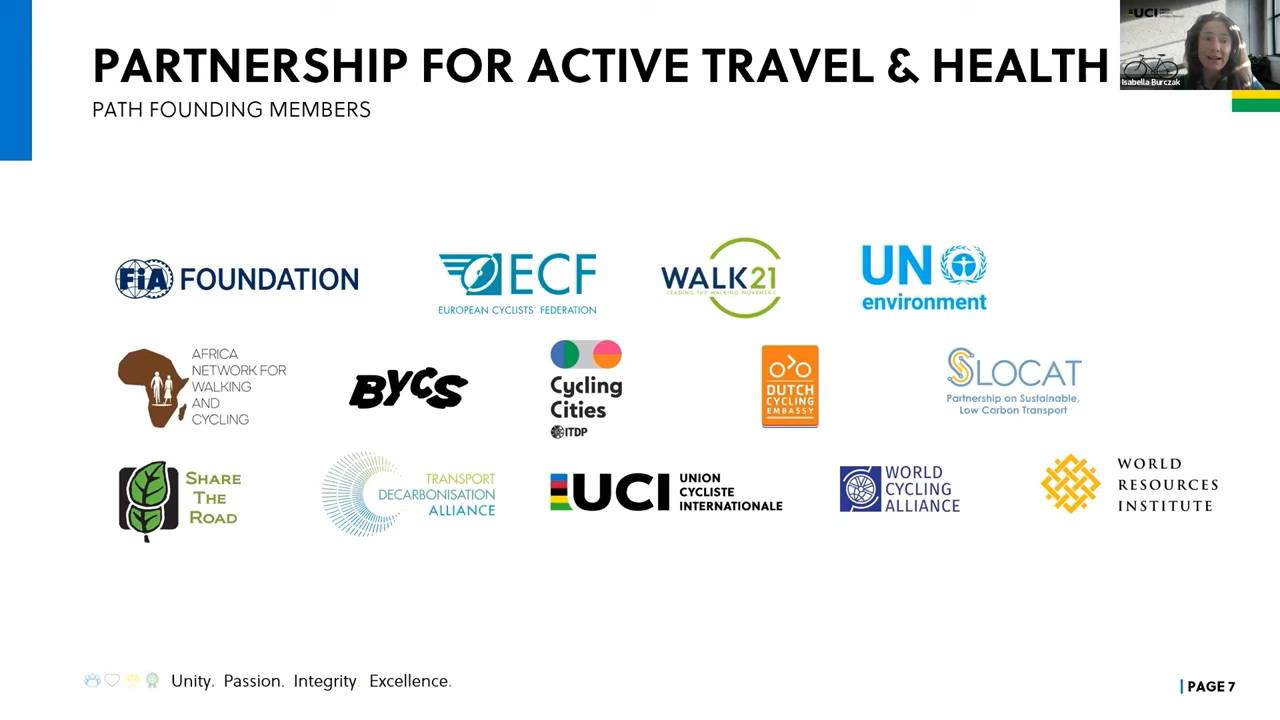 PARTNERSHIP FOR ACTIVE TRAVEL & HEALTH
PATH FOUNDING MEMBERS
UCI
Isabella Burczak
FiA FOUNDATION
ECF
EUROPEAN CYCLISTS' FEDERATION
WALK21
LEADING THE WALKING MOVEMENT
UN
environment
AFRICA
NETWORK FOR
WALKING
AND
CYCLING
BYCS
Cycling
Cities
ITDP
DUTCH
CYCLING
EMBASSY
SLOCAT
Partnership on Sustainable,
Low Carbon Transport
SHARE
THE
ROAD
TRANSPORT
DECARBONISATION
ALLIANCE
UCI
UNION
CYCLISTE
INTERNATIONALE
WORLD
CYCLING
ALLIANCE
WORLD
RESOURCES
INSTITUTE
Unity. Passion. Integrity. Excellence.
PAGE 7